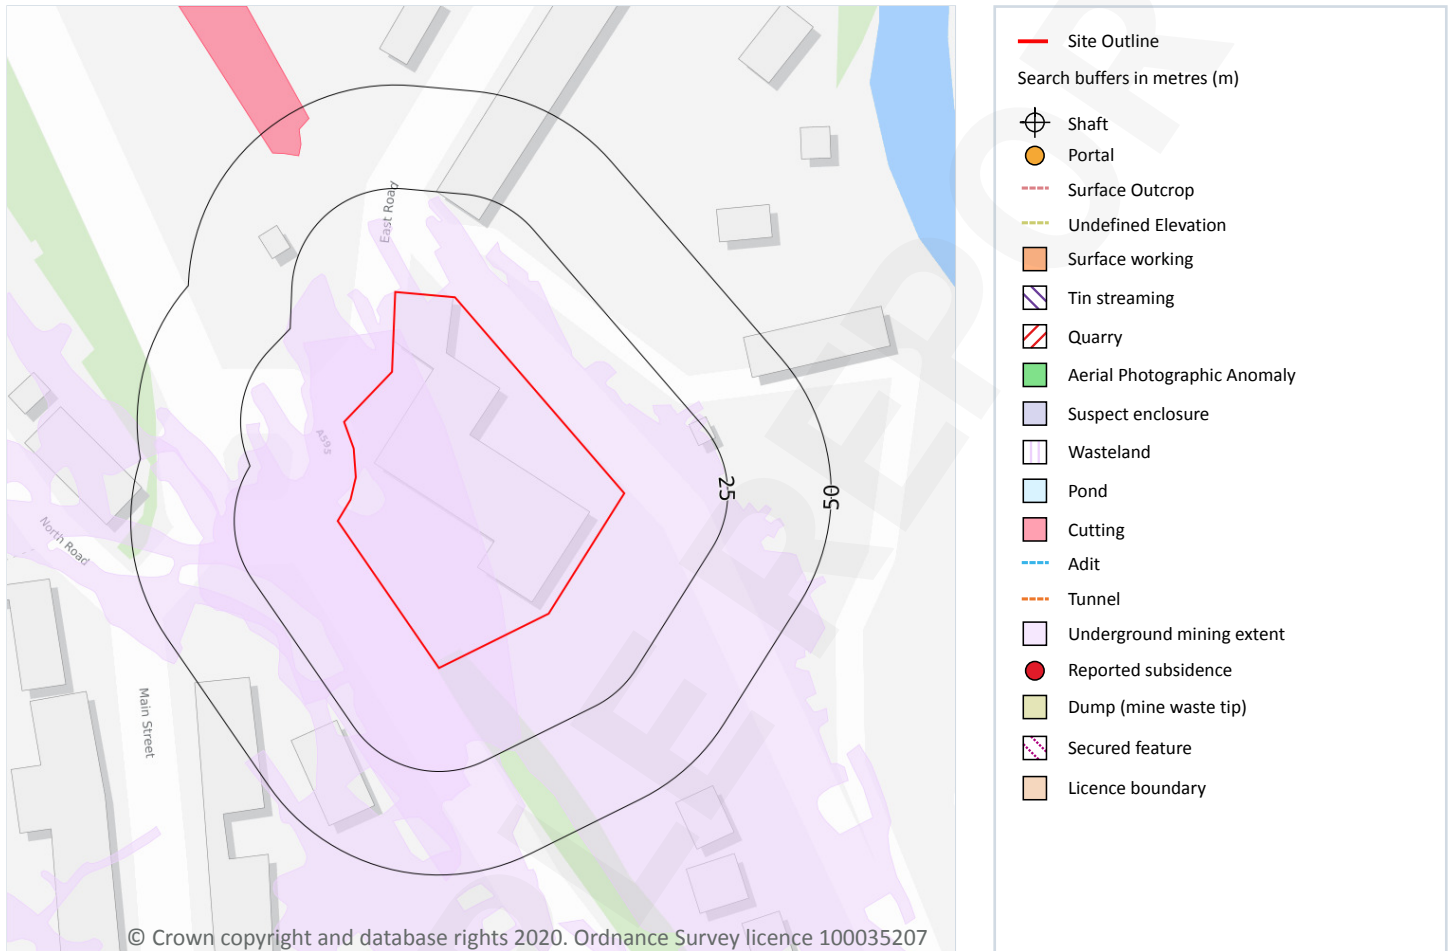 East Road
A595
North Road
Main Street
25
50
© Crown copyright and database rights 2020. Ordnance Survey licence 100035207
Site Outline
Search buffers in metres (m)
Shaft
Portal
Surface Outcrop
Undefined Elevation
Surface working
Tin streaming
Quarry
Aerial Photographic Anomaly
Suspect enclosure
Wasteland
Pond
Cutting
Adit
Tunnel
Underground mining extent
Reported subsidence
Dump (mine waste tip)
Secured feature
Licence boundary